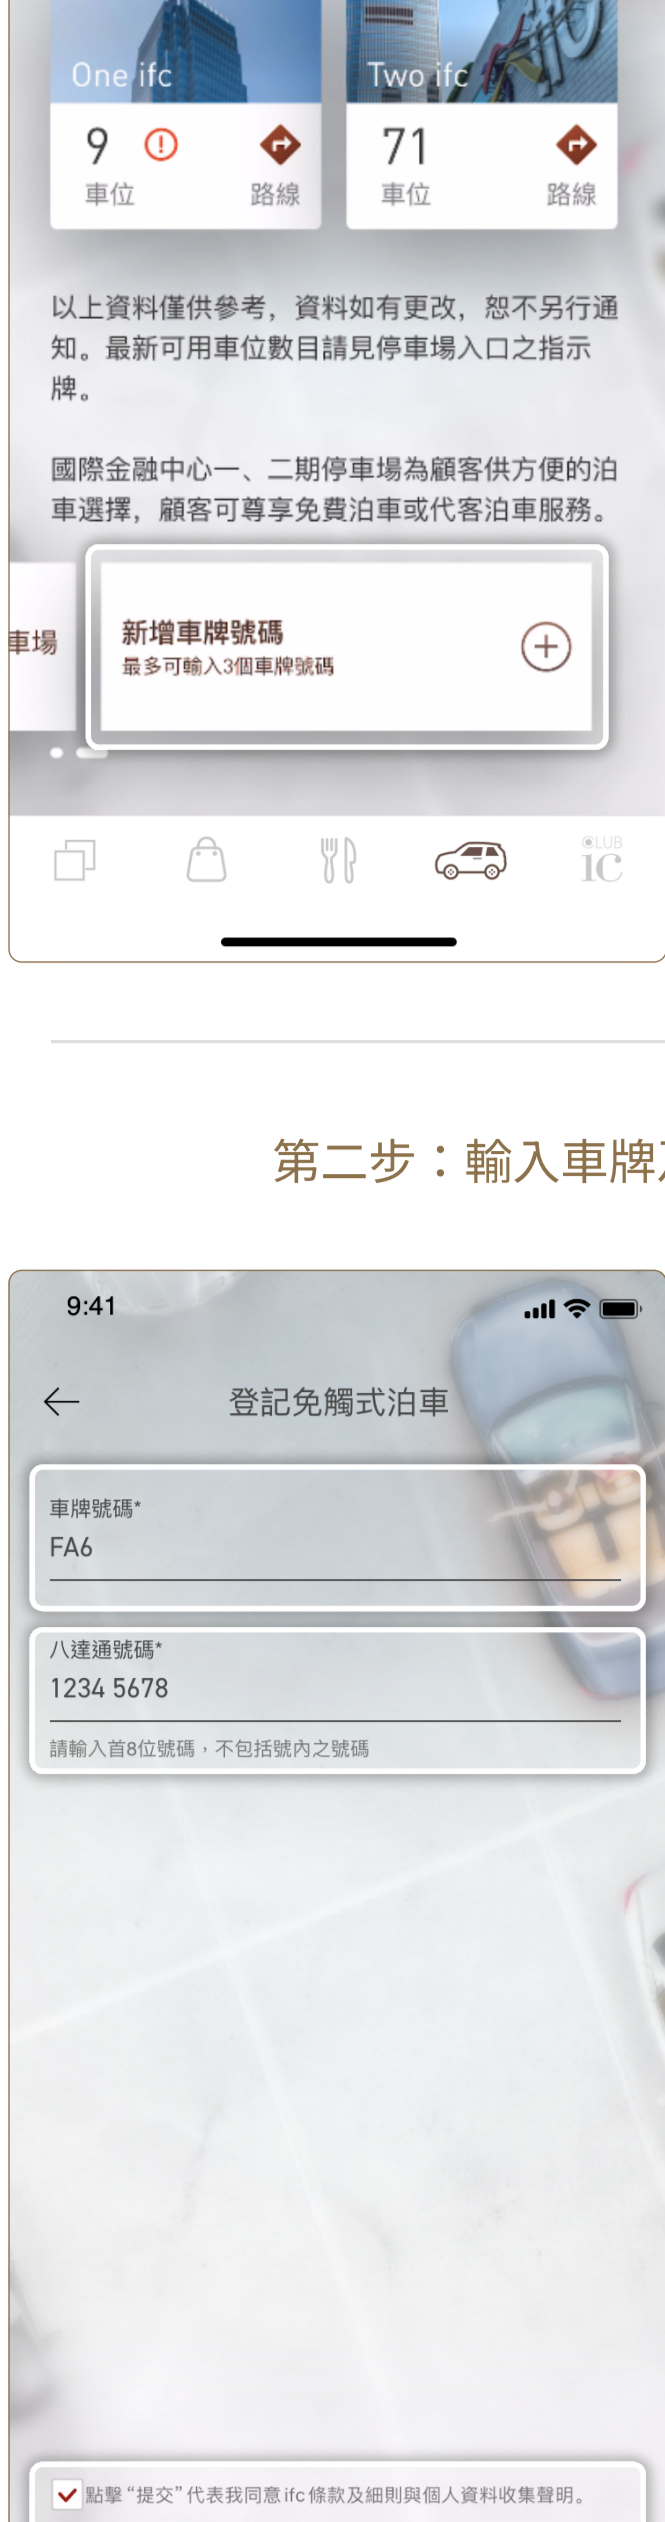 One ifc
Two ifc
9
71
車位
路線
車位
路線
以上資料僅供參考，資料如有更改，恕不另行通
知。最新可用車位數目請見停車場入口之指示
牌。
國際金融中心一、二期停車場為顧客供方便的泊
車選擇，顧客可尊享免費泊車或代客泊車服務。
車場
新增車牌號碼
最多可輸入3個車牌號碼
CLUB
ic
第二步：輸入車牌
9:41
登記免觸式泊車
車牌號碼*
FA6
八達通號碼*
1234 5678
請輸入首8位號碼，不包括號內之號碼
點擊“提交”代表我同意ifc條款及細則與個人資料收集聲明。